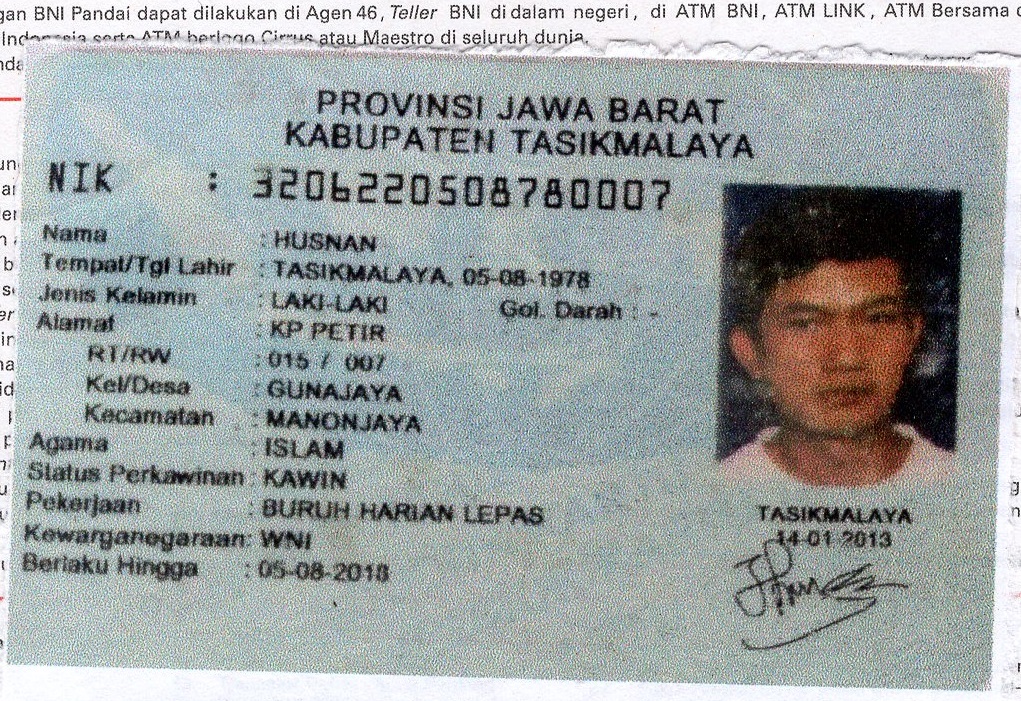 gan BNI Pandai dapat dilakukan di Agen 46, Teller BNI di dalam negeri, di ATM BNI, ATM LINK, ATM Bersama
Indonesia serta ATM berlogo Cirrus atau Maestro di seluruh dunia.
PROVINSI JAWA BARAT
KABUPATEN TASIKMALAYA
NIK : 3206220508780007
Nama : HUSNAN
Tempat/Tgl Lahir : TASIKMALAYA, 05-08-1978
Jenis Kelamin : LAKI-LAKI Gol. Darah : -
Alamat : KP PETIR
RT/RW : 015 / 007
Kel/Desa : GUNAJAYA
Kecamatan : MANONJAYA
Agama : ISLAM
Status Perkawinan : KAWIN
Pekerjaan : BURUH HARIAN LEPAS
Kewarganegaraan: WNI
Berlaku Hingga : 05-08-2018
TASIKMALAYA
14-01-2013